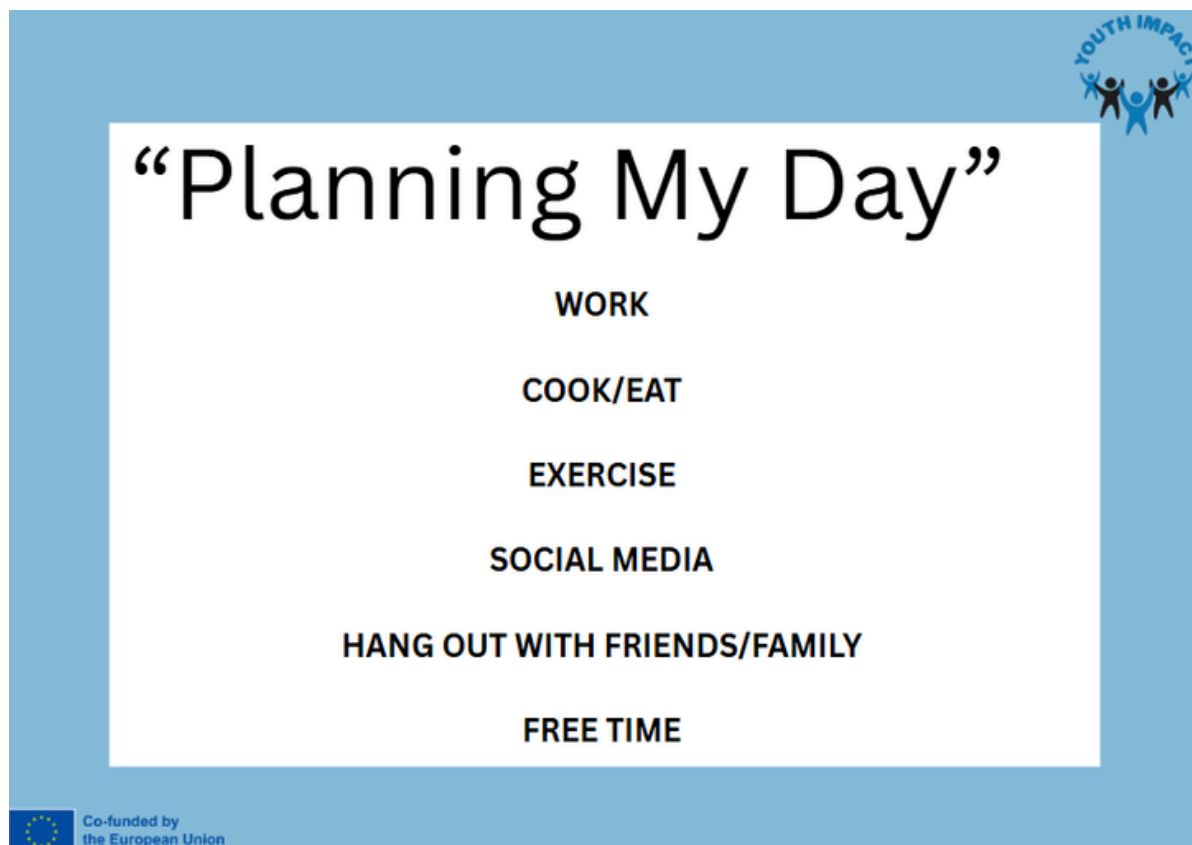 YOUTH IMPACT
“Planning My Day”
WORK
COOK/EAT
EXERCISE
SOCIAL MEDIA
HANG OUT WITH FRIENDS/FAMILY
FREE TIME
Co-funded by
the European Union